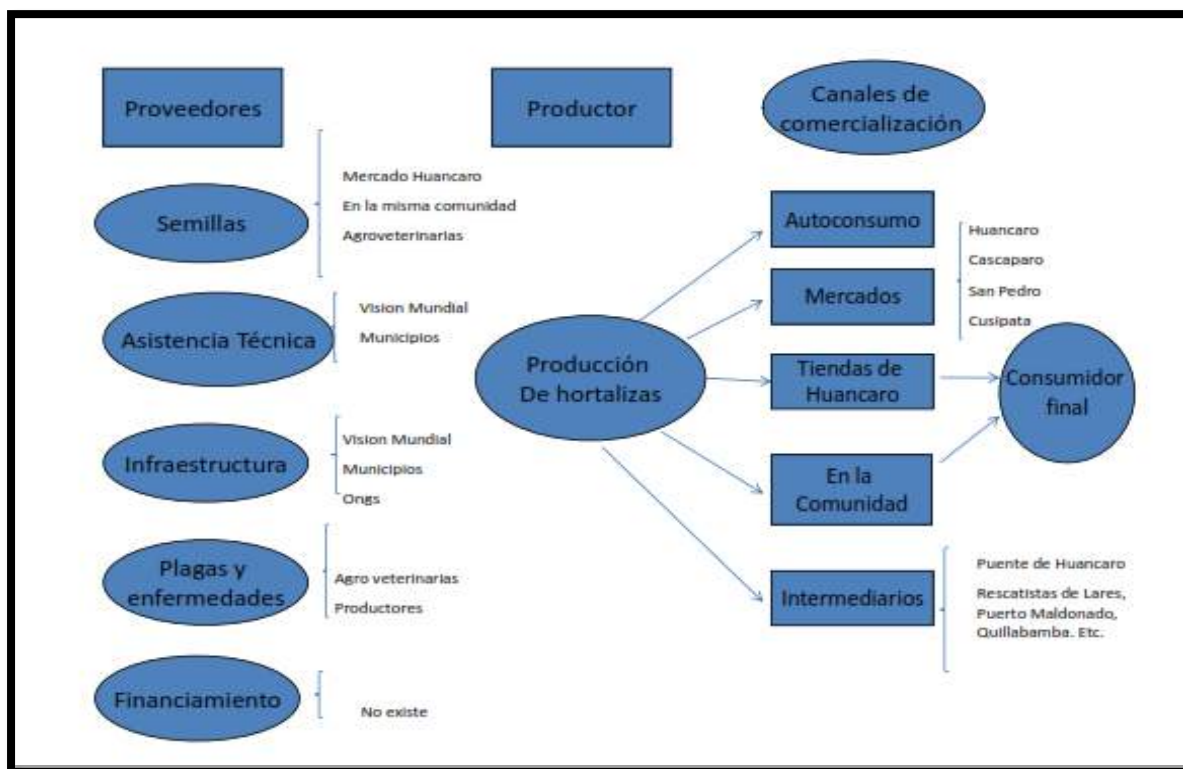 Proveedores
Semillas
Mercado Huancaro
En la misma comunidad
Agroveterinarias
Asistencia Técnica
Vision Mundial
Municipios
Infraestructura
Vision Mundial
Municipios
Ongs
Plagas y
enfermedades
Agro veterinarias
Productores
Financiamiento
No existe
Productor
Producción
De hortalizas
Canales de
comercialización
Autoconsumo
Mercados
Huancaro
Cascaparo
San Pedro
Cusipata
Tiendas de
Huancaro
En la
Comunidad
Intermediarios
Puente de Huancaro
Rescatistas de Lares,
Puerto Maldonado,
Quillabamba. Etc.
Consumidor
final